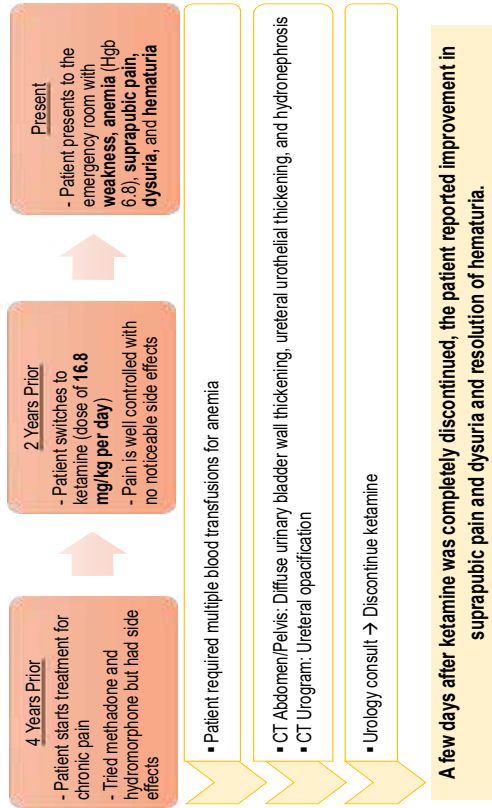 4 Years Prior
- Patient starts treatment for
chronic pain
- Tried methadone and
hydromorphone but had side
effects
2 Years Prior
- Patient switches to
ketamine (dose of 16.8
mg/kg per day)
- Pain is well controlled with
no noticeable side effects
Present
- Patient presents to the
emergency room with
weakness, anemia (Hgb
6.8), suprapubic pain,
dysuria, and hematuria
▪ Patient required multiple blood transfusions for anemia
▪ CT Abdomen/Pelvis: Diffuse urinary bladder wall thickening, ureteral urothelial thickening, and hydronephrosis
▪ CT Urogram: Ureteral opacification
▪ Urology consult → Discontinue ketamine
A few days after ketamine was completely discontinued, the patient reported improvement in
suprapubic pain and dysuria and resolution of hematuria.